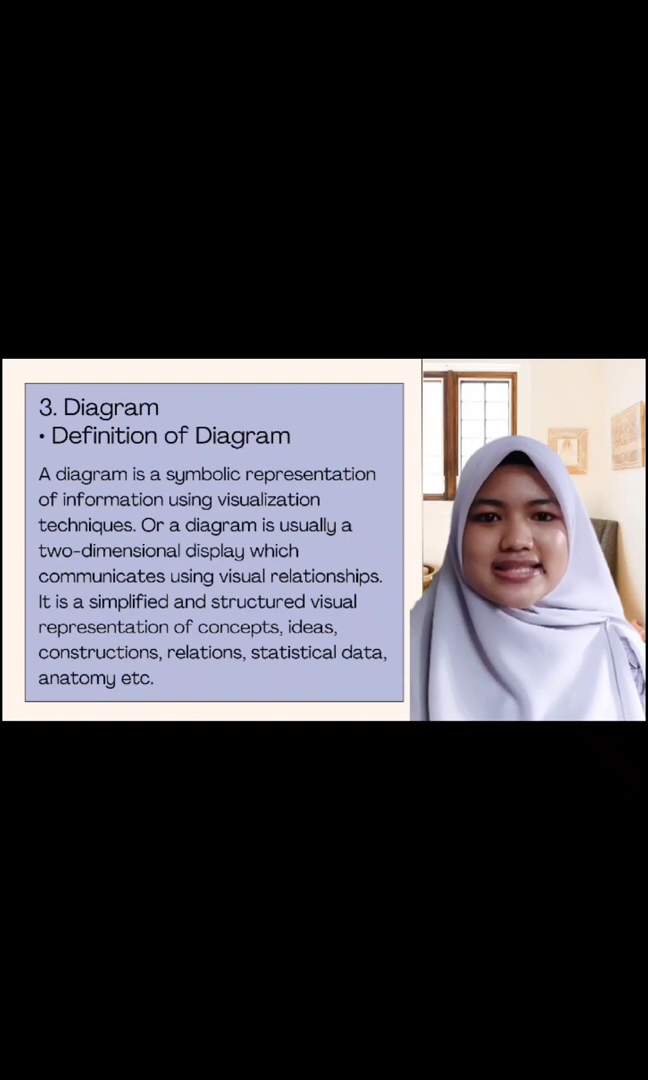 3. Diagram
• Definition of Diagram
A diagram is a symbolic representation
of information using visualization
techniques. Or a diagram is usually a
two-dimensional display which
communicates using visual relationships.
It is a simplified and structured visual
representation of concepts, ideas,
constructions, relations, statistical data,
anatomy etc.